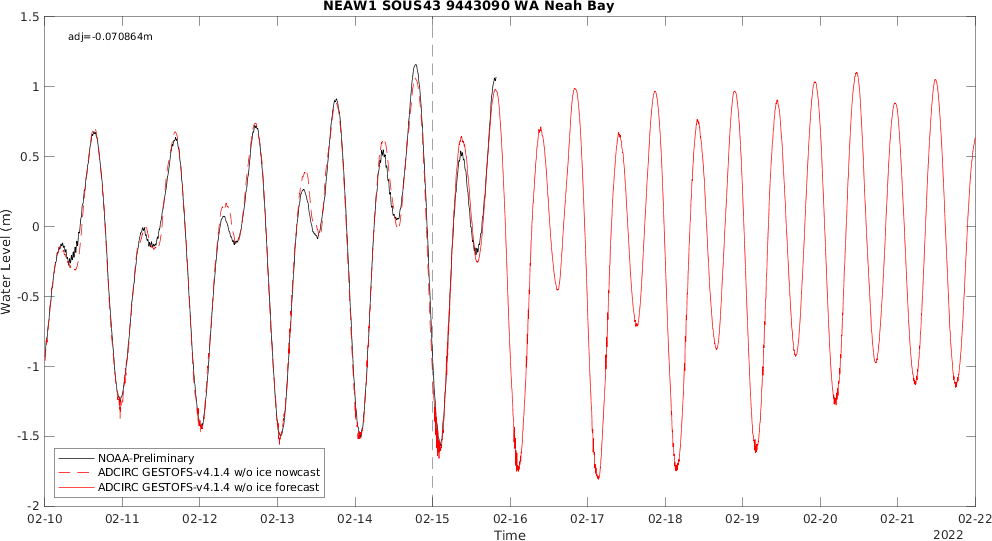 NEAW1 SOUS43 9443090 WA Neah Bay
adj=-0.070864m
Water Level (m)
1.5
1
0.5
0
-0.5
-1
-1.5
-2
NOAA-Preliminary
ADCIRC GESTOFS-v4.1.4 w/o ice nowcast
ADCIRC GESTOFS-v4.1.4 w/o ice forecast
02-10 02-11 02-12 02-13 02-14 02-15 02-16 02-17 02-18 02-19 02-20 02-21 02-22
Time
2022